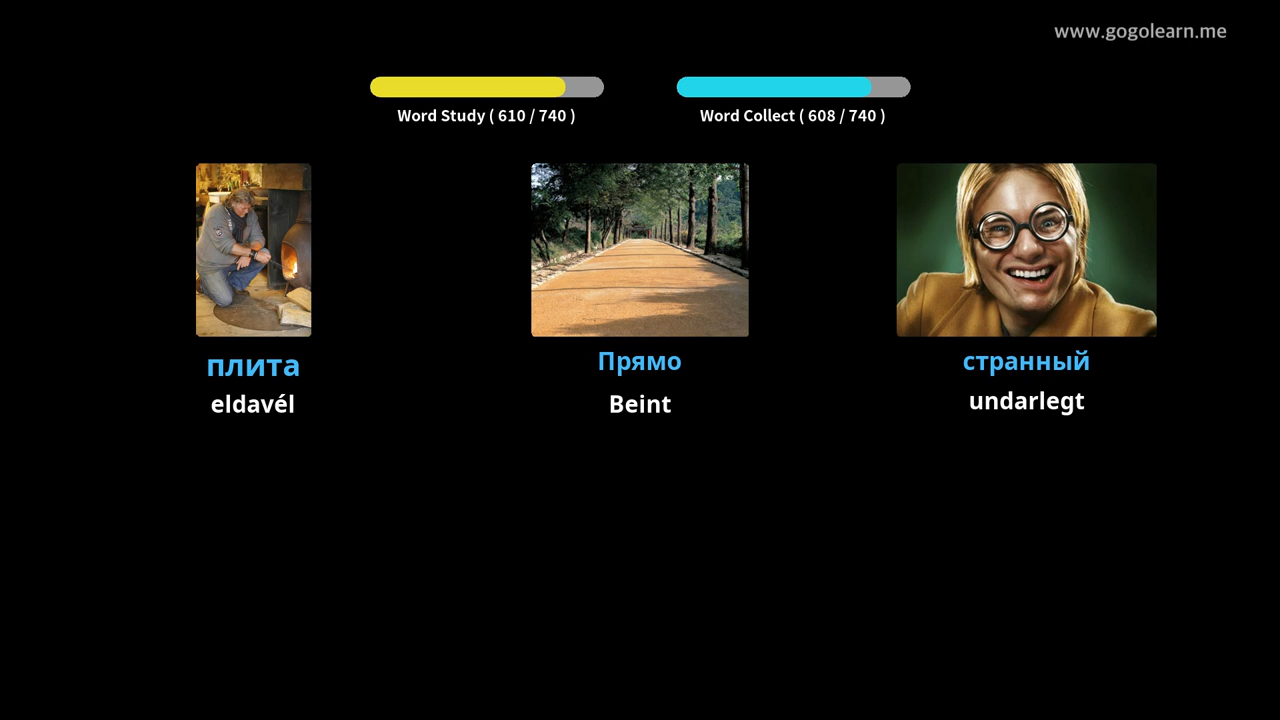 www.gogolearn.me
Word Study ( 610 / 740 )
Word Collect ( 608 / 740 )
плита
Прямо
странный
eldavél
Beint
undarlegt